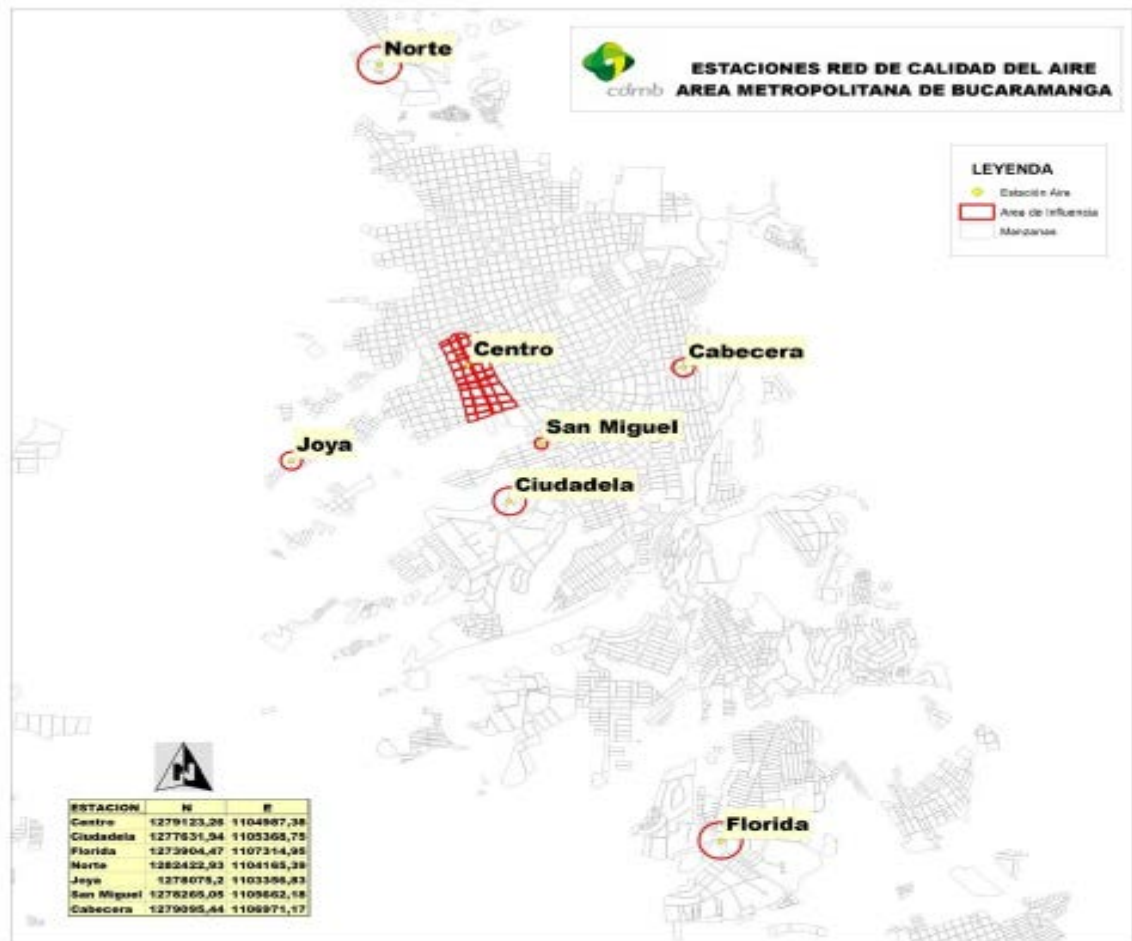 Norte
cdmb
ESTACIONES RED DE CALIDAD DEL AIRE
AREA METROPOLITANA DE BUCARAMANGA
LEYENDA
Estación Aire
Area de Influencia
Manzanas
Centro
Cabecera
San Miguel
Joya
Ciudadela
Florida
N
ESTACION N E
Centro 1279123,26 1104987,38
Ciudadela 1277631,94 1105368,75
Florida 1273904,47 1107314,95
Norte 1282422,93 1104165,39
Joya 1278075,2 1103356,83
San Miguel 1278265,05 1105662,18
Cabecera 1279095,44 1106971,17